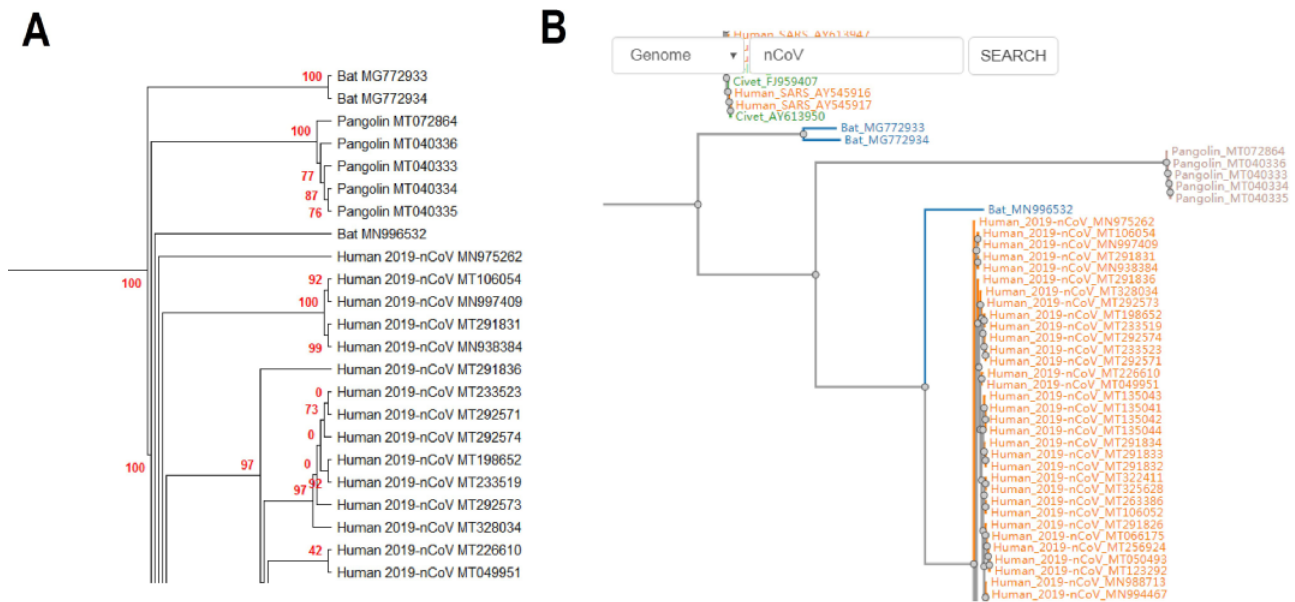 A
100
Bat MG772933
Bat MG772934
Pangolin MT072864
100
Pangolin MT040336
Pangolin MT040333
77
Pangolin MT040334
87
Pangolin MT040335
76
Bat MN996532
Human 2019-nCoV MN975262
100
Human 2019-nCoV MT106054
92
Human 2019-nCoV MN997409
100
Human 2019-nCoV MT291831
Human 2019-nCoV MN938384
99
Human 2019-nCoV MT291836
Human 2019-nCoV MT233523
0
Human 2019-nCoV MT292571
73
Human 2019-nCoV MT292574
0
Human 2019-nCoV MT198652
0
100
97
Human 2019-nCoV MT233519
92
97
Human 2019-nCoV MT292573
Human 2019-nCoV MT328034
Human 2019-nCoV MT226610
42
Human 2019-nCoV MT049951
B
Human_SARS_AY613947
Genome
nCoV
SEARCH
Civet_FJ959407
Human_SARS_AY545916
Human_SARS_AY545917
Civet_AY613950
Bat_MG772933
Bat_MG772934
Pangolin_MT072864
Pangolin_MT040336
Pangolin_MT040333
Pangolin_MT040334
Pangolin_MT040335
Bat_MN996532
Human_2019-nCoV_MN975262
Human_2019-nCoV_MT106054
Human_2019-nCoV_MN997409
Human_2019-nCoV_MT291831
Human_2019-nCoV_MN938384
Human_2019-nCoV_MT291836
Human_2019-nCoV_MT328034
Human_2019-nCoV_MT292573
Human_2019-nCoV_MT198652
Human_2019-nCoV_MT233519
Human_2019-nCoV_MT292574
Human_2019-nCoV_MT233523
Human_2019-nCoV_MT292571
Human_2019-nCoV_MT226610
Human_2019-nCoV_MT049951
Human_2019-nCoV_MT135043
Human_2019-nCoV_MT135041
Human_2019-nCoV_MT135042
Human_2019-nCoV_MT135044
Human_2019-nCoV_MT291834
Human_2019-nCoV_MT291833
Human_2019-nCoV_MT291832
Human_2019-nCoV_MT322411
Human_2019-nCoV_MT325628
Human_2019-nCoV_MT263386
Human_2019-nCoV_MT106052
Human_2019-nCoV_MT291826
Human_2019-nCoV_MT066175
Human_2019-nCoV_MT256924
Human_2019-nCoV_MT050493
Human_2019-nCoV_MT123292
Human_2019-nCoV_MN988713
Human_2019-nCoV_MN994467